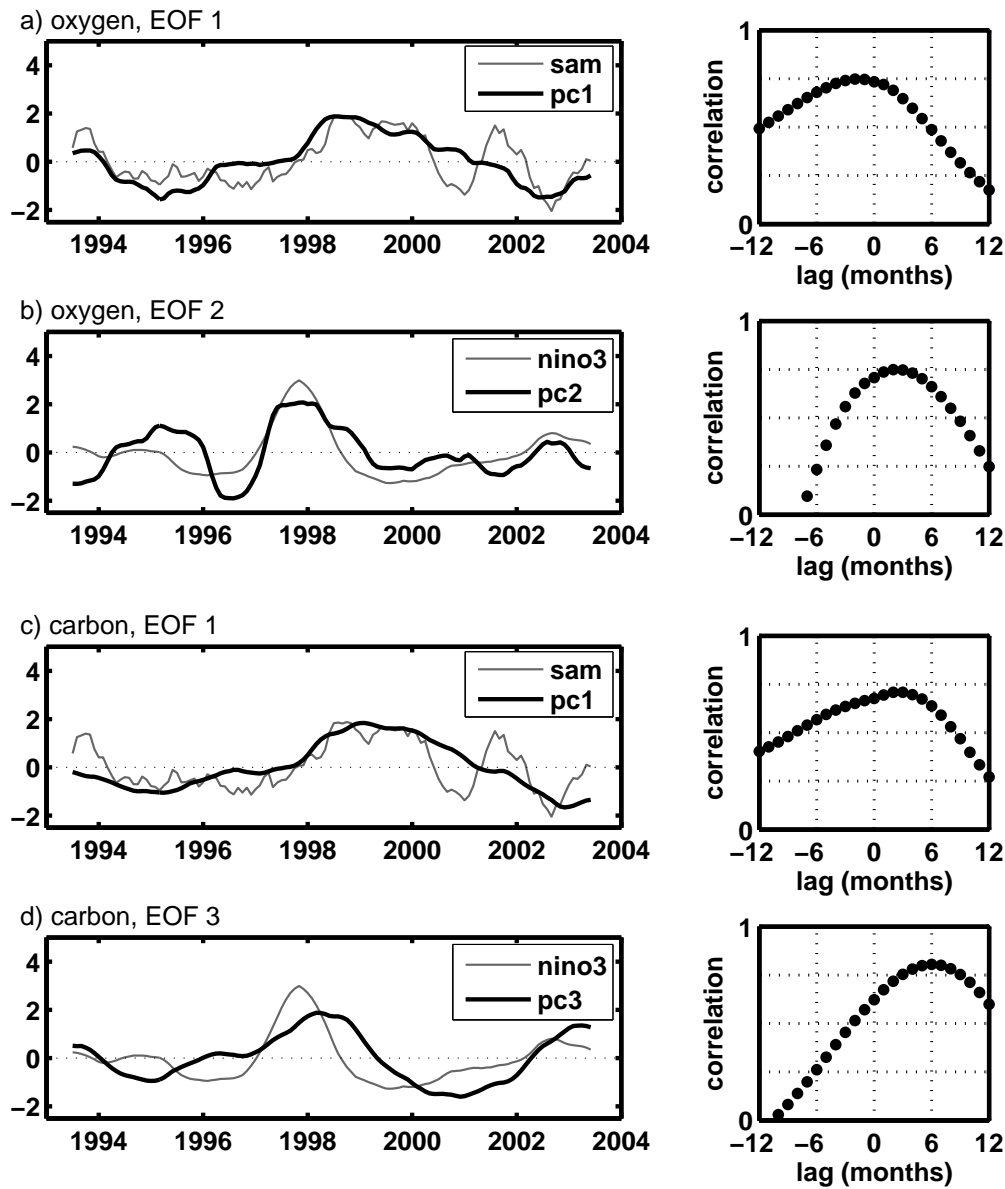 a) oxygen, EOF 1
4
2
0
−2
sam
pc1
1994 1996 1998 2000 2002 2004
1
correlation
0
−12 −6 0 6 12
lag (months)
b) oxygen, EOF 2
4
2
0
−2
nino3
pc2
1994 1996 1998 2000 2002 2004
1
correlation
0
−12 −6 0 6 12
lag (months)
c) carbon, EOF 1
4
2
0
−2
sam
pc1
1994 1996 1998 2000 2002 2004
1
correlation
0
−12 −6 0 6 12
lag (months)
d) carbon, EOF 3
4
2
0
−2
nino3
pc3
1994 1996 1998 2000 2002 2004
1
correlation
0
−12 −6 0 6 12
lag (months)